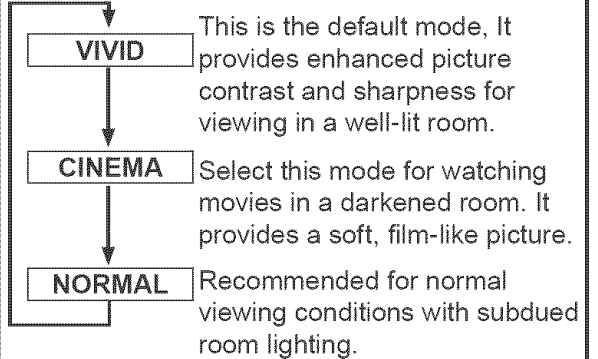 VIVID
This is the default mode, It
provides enhanced picture
contrast and sharpness for
viewing in a well-lit room.
CINEMA
Select this mode for watching
movies in a darkened room. It
provides a soft, film-like picture.
NORMAL
Recommended for normal
viewing conditions with subdued
room lighting.